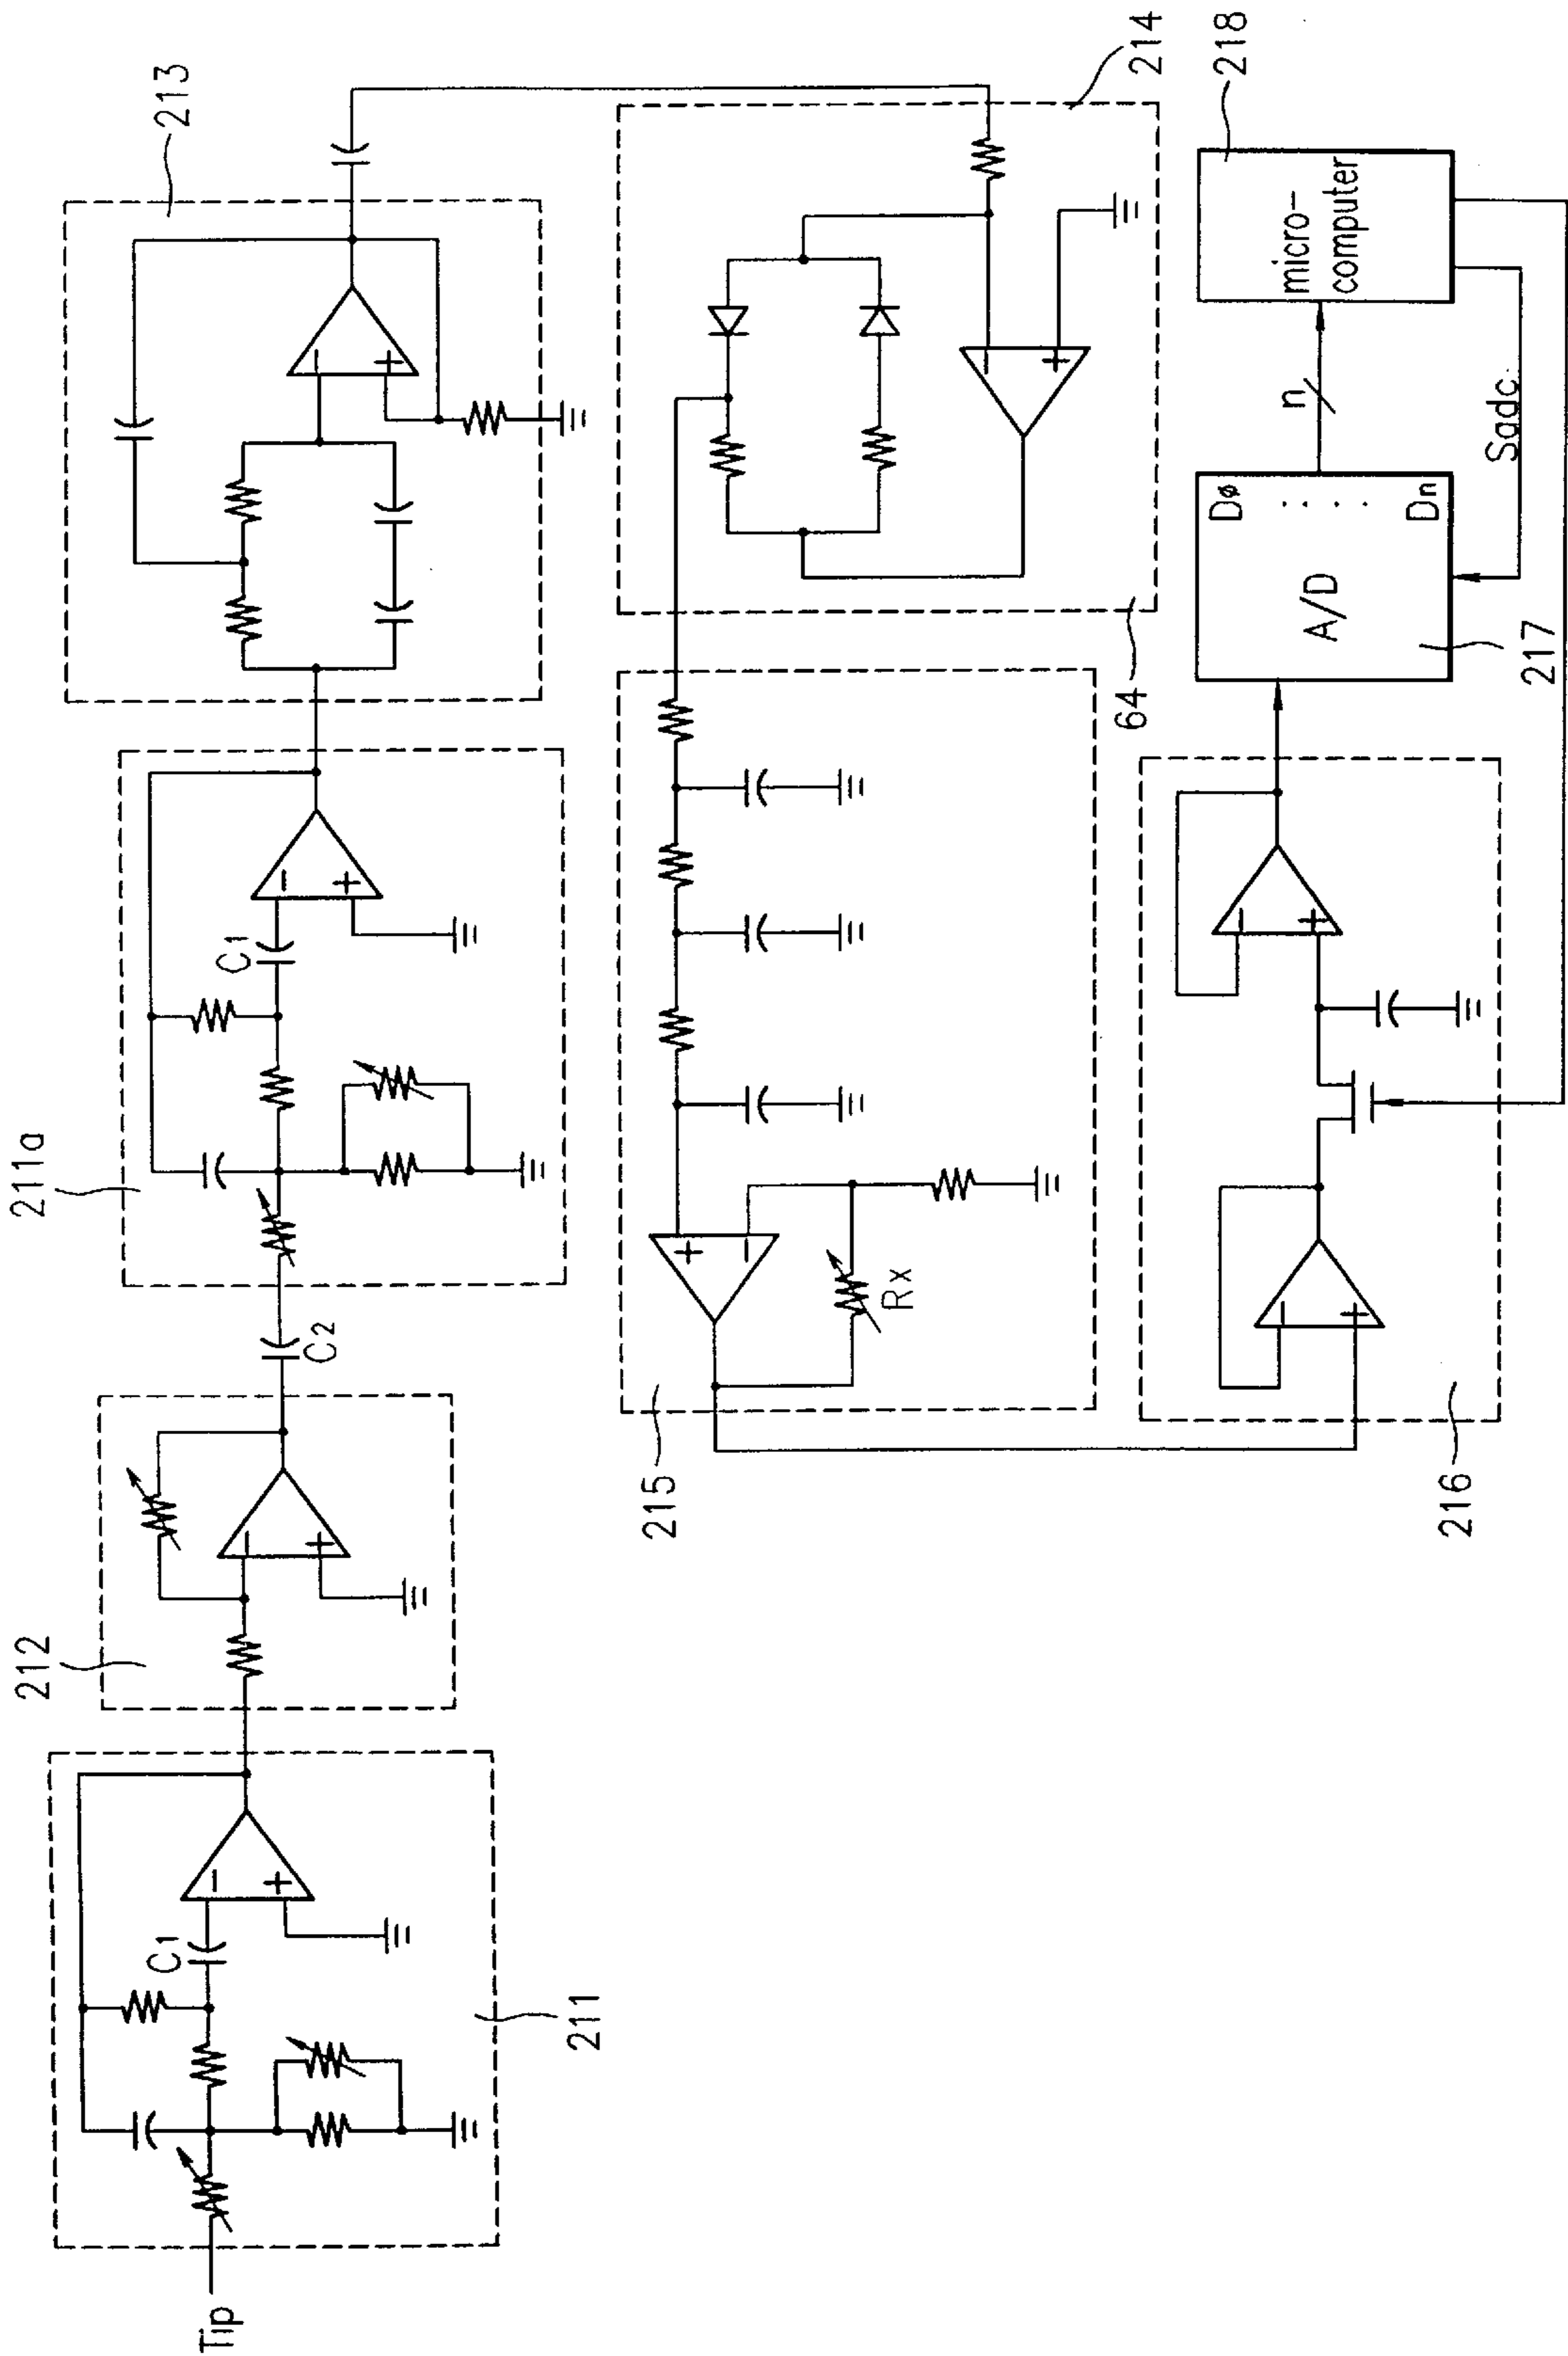 Tip
211
C1
212
C2
211a
C1
213
214
64
215
Rx
216
A/D
DØ
Dn
217
n
Sadc
micro-
computer
218